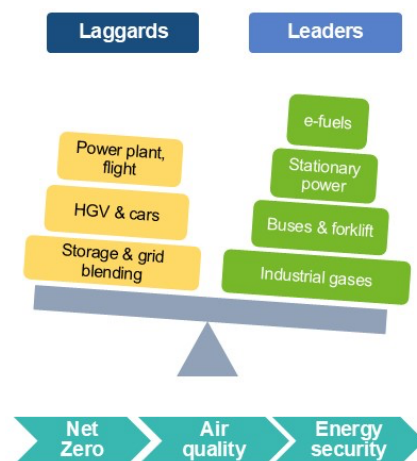 Laggards
Leaders
e-fuels
Power plant,
flight
Stationary
power
HGV & cars
Buses & forklift
Storage & grid
blending
Industrial gases
Net
Zero
Air
quality
Energy
security